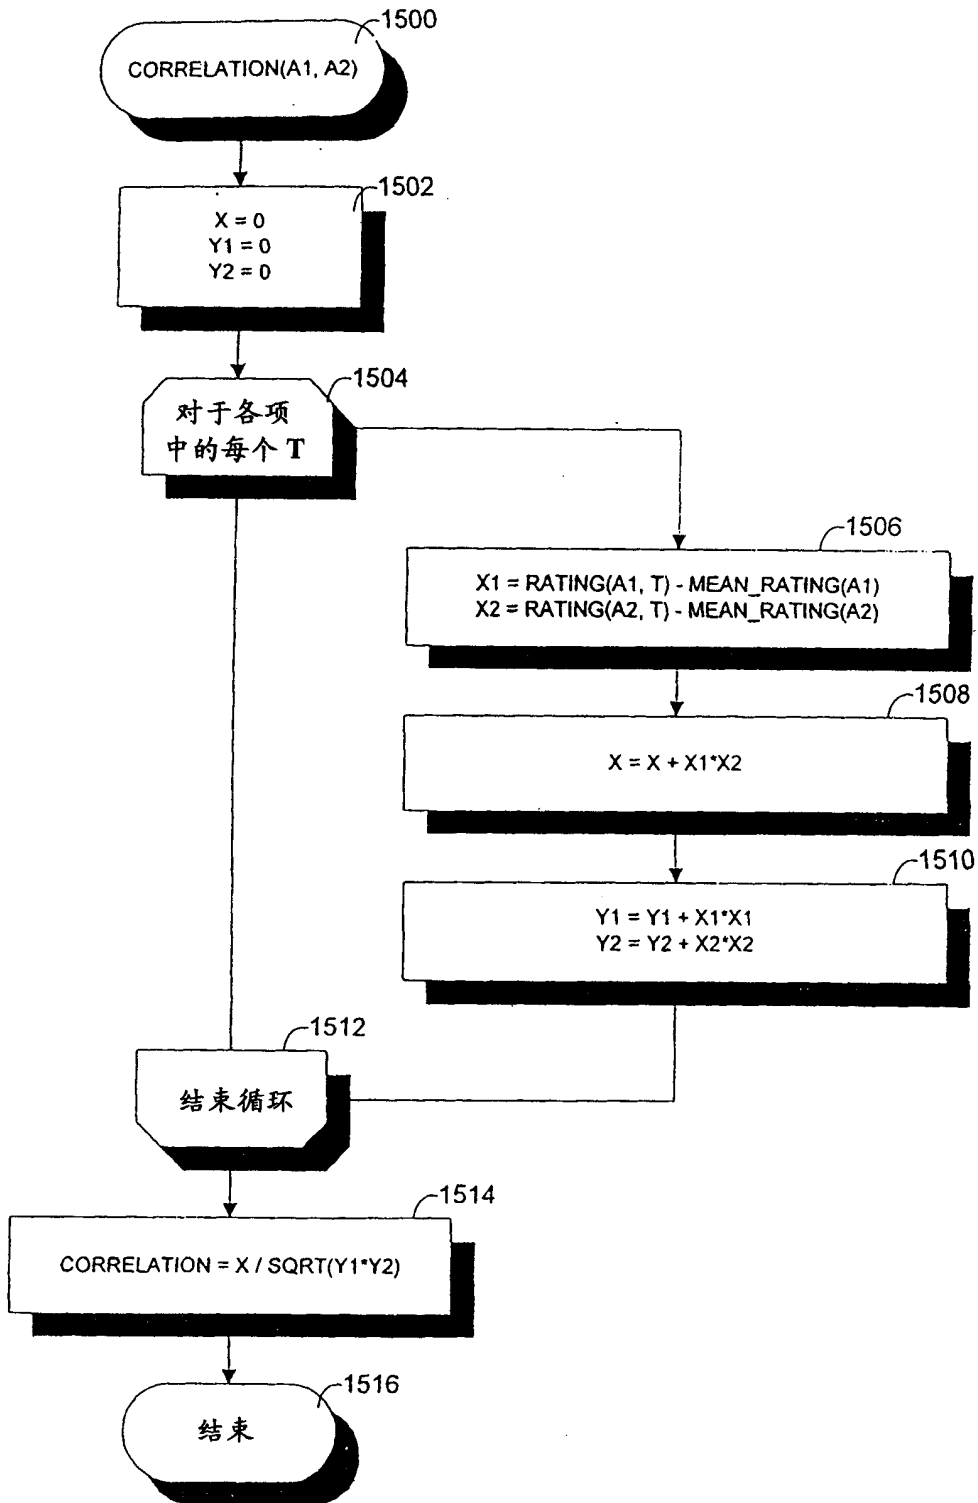 1500
CORRELATION(A1, A2)
1502
X = 0
Y1 = 0
Y2 = 0
1504
对于各项
中的每个 T
1506
X1 = RATING(A1, T) - MEAN_RATING(A1)
X2 = RATING(A2, T) - MEAN_RATING(A2)
1508
X = X + X1*X2
1510
Y1 = Y1 + X1*X1
Y2 = Y2 + X2*X2
1512
结束循环
1514
CORRELATION = X / SQRT(Y1*Y2)
1516
结束